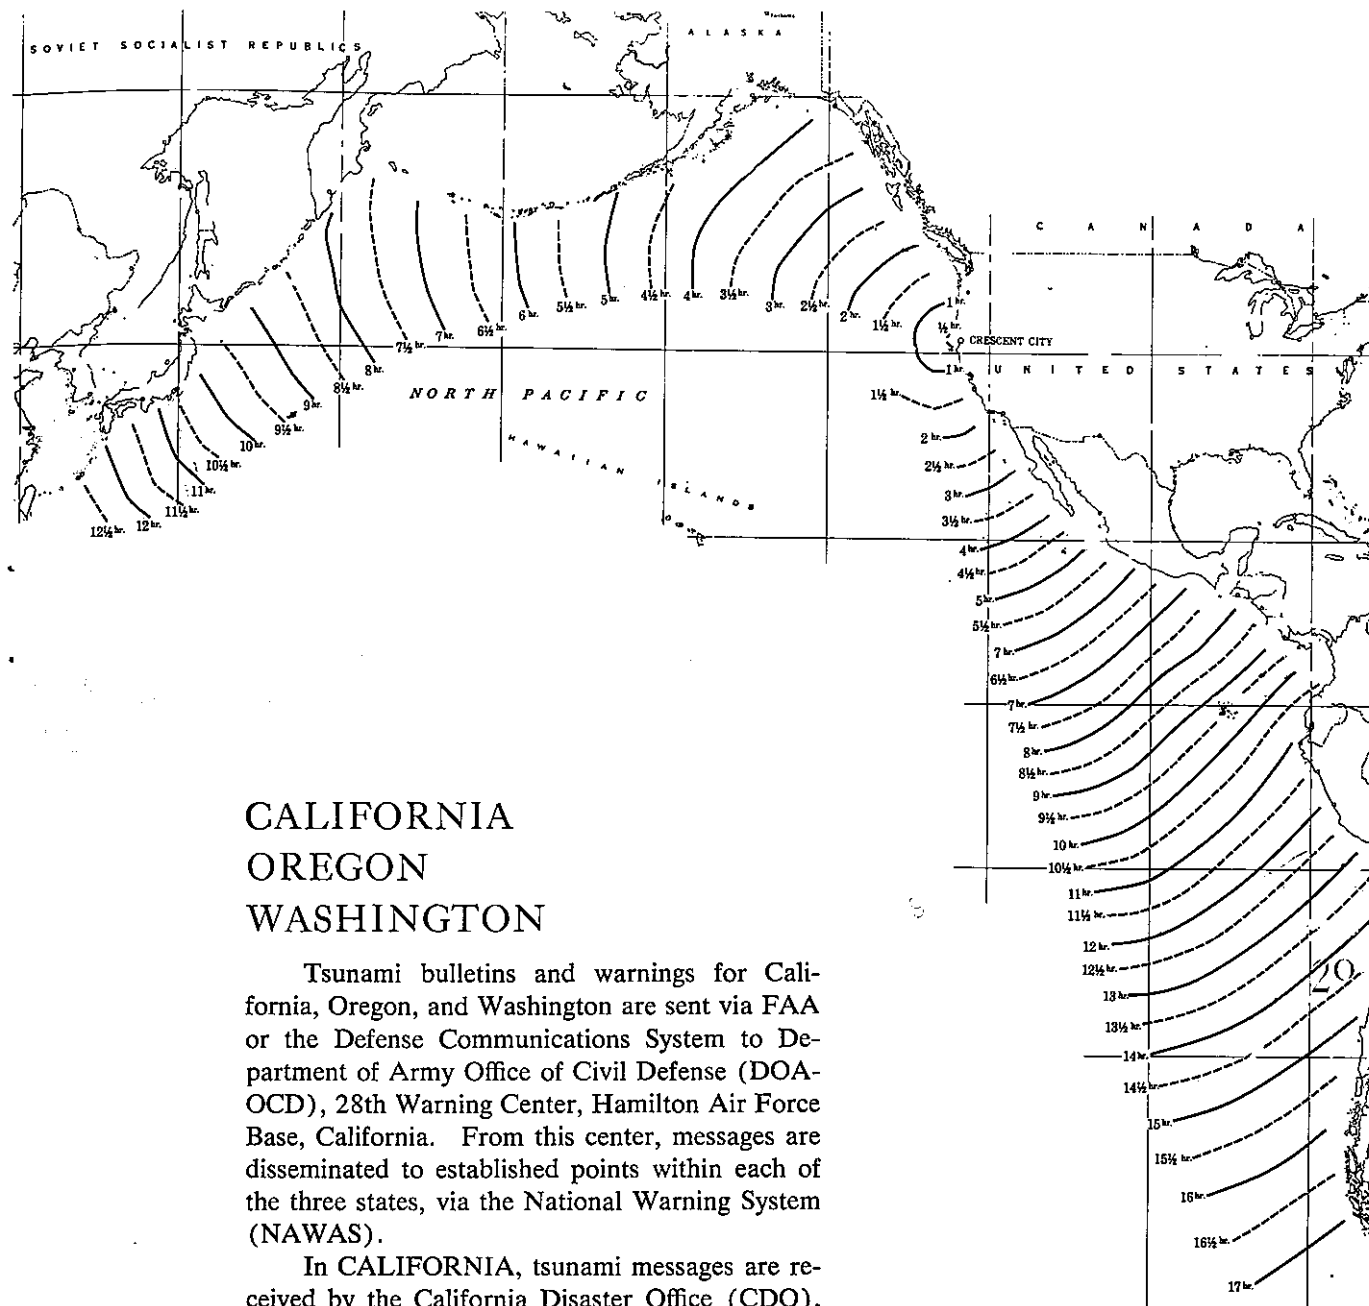 Fairbanks
ALASKA
SOVIET SOCIALIST REPUBLICS
CANADA
1 hr.
½ hr.
CRESCENT CITY
1 hr.
UNITED STATES
NORTH PACIFIC
HAWAIIAN ISLANDS
12½ hr.
12 hr.
11½ hr.
11 hr.
10½ hr.
10 hr.
9½ hr.
9 hr.
8½ hr.
8 hr.
7½ hr.
7 hr.
6½ hr.
6 hr.
5½ hr.
5 hr.
4½ hr.
4 hr.
3½ hr.
3 hr.
2½ hr.
2 hr.
1½ hr.
1½ hr.
2 hr.
2½ hr.
3 hr.
3½ hr.
4 hr.
4½ hr.
5 hr.
5½ hr.
7 hr.
6½ hr.
7 hr.
7½ hr.
8 hr.
8½ hr.
9 hr.
9½ hr.
10 hr.
10½ hr.
11 hr.
11½ hr.
12 hr.
12½ hr.
13 hr.
13½ hr.
14 hr.
14½ hr.
15 hr.
15½ hr.
16 hr.
16½ hr.
17 hr.
29
CALIFORNIA
OREGON
WASHINGTON
Tsunami bulletins and warnings for Cali-
fornia, Oregon, and Washington are sent via FAA
or the Defense Communications System to De-
partment of Army Office of Civil Defense (DOA-
OCD), 28th Warning Center, Hamilton Air Force
Base, California. From this center, messages are
disseminated to established points within each of
the three states, via the National Warning System
(NAWAS).
In CALIFORNIA, tsunami messages are re-
ceived by the California Disaster Office (CDO),